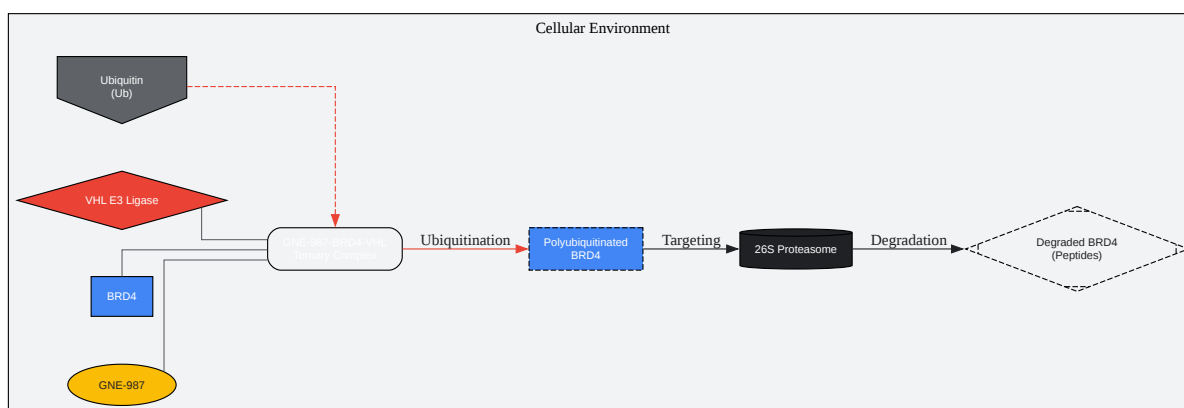 Cellular Environment
Ubiquitin
(Ub)
VHL E3 Ligase
BRD4
GNE-987
GNE-987-BRD4-VHL
Ternary Complex
Ubiquitination
Polyubiquitinated
BRD4
Targeting
26S Proteasome
Degradation
Degraded BRD4
(Peptides)